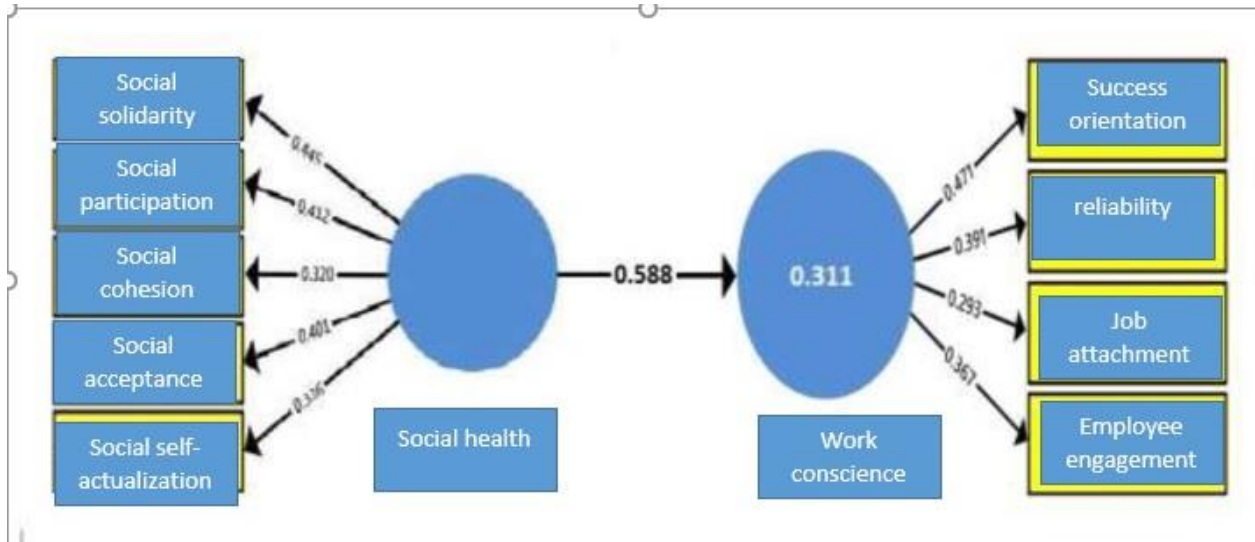 Social
solidarity
Social
participation
Social
cohesion
Social
acceptance
Social self-
actualization
0.445
0.412
0.320
0.401
Social health
0.588
0.311
Work
conscience
0.471
0.391
0.293
0.367
Success
orientation
reliability
Job
attachment
Employee
engagement